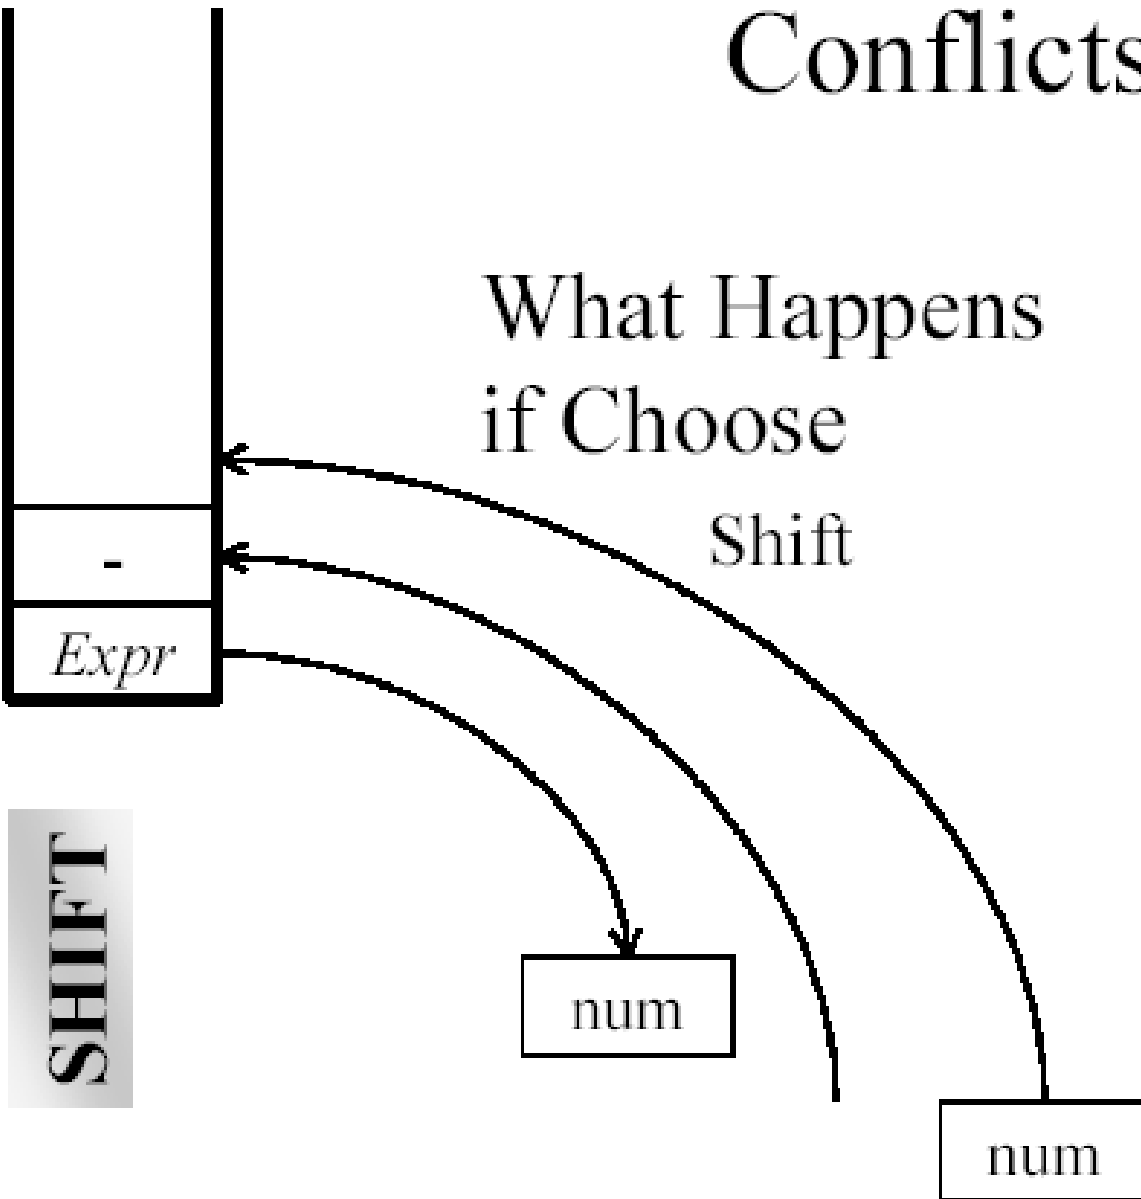 Conflicts
What Happens
if Choose
Shift
-
Expr
SHIFT
num
num